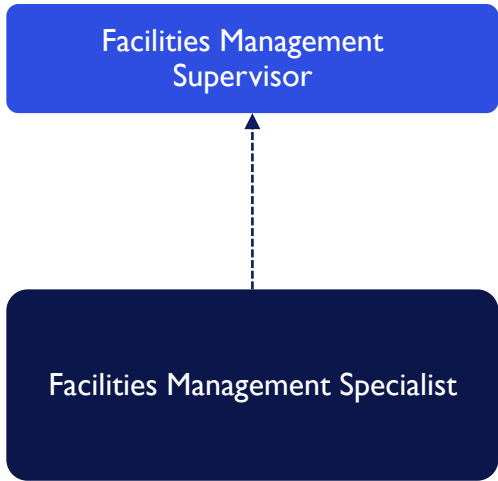 Facilities Management
Supervisor
Facilities Management Specialist